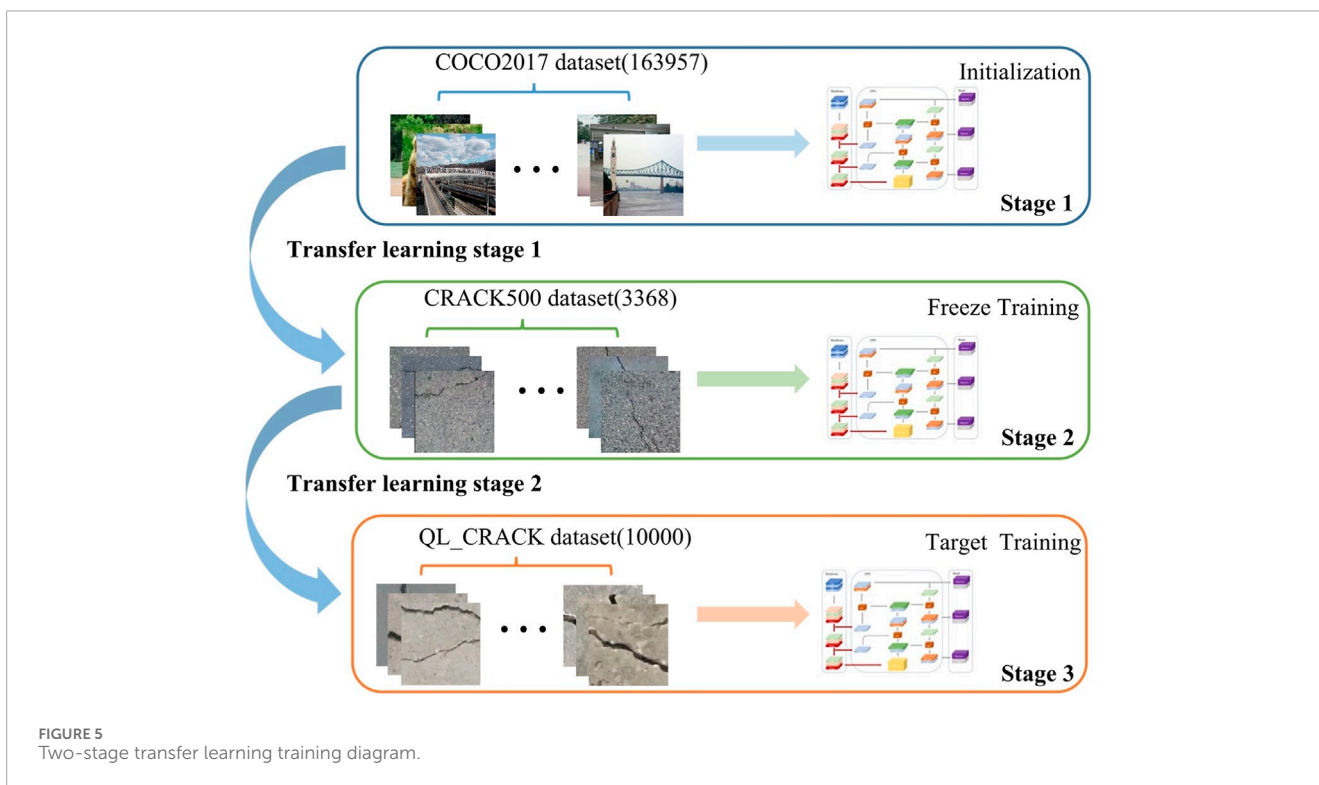 COCO2017 dataset(163957)
Initialization
Stage 1
Transfer learning stage 1
CRACK500 dataset(3368)
Freeze Training
Stage 2
Transfer learning stage 2
QL_CRACK dataset(10000)
Target Training
Stage 3
FIGURE 5
Two-stage transfer learning training diagram.